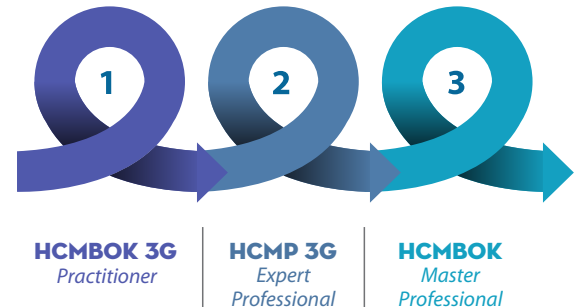 1
2
3
HCMBOK 3G
Practitioner
HCMP 3G
Expert
Professional
HCMBOK
Master
Professional